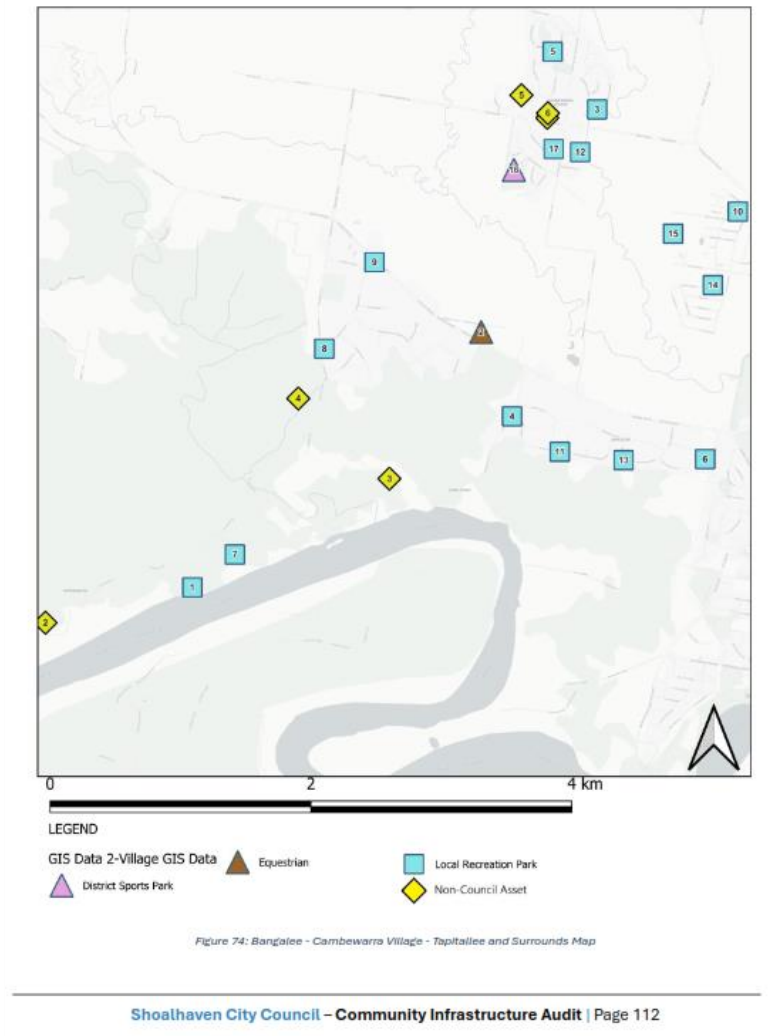 5
5
6
3
17
12
16
10
15
9
14
2
8
4
4
11
13
6
3
7
1
2
0
2
4 km
LEGEND
GIS Data 2-Village GIS Data
Equestrian
Local Recreation Park
District Sports Park
Non-Council Asset
Figure 74: Bangalee - Cambewarra Village - Tapitallee and Surrounds Map
Shoalhaven City Council – Community Infrastructure Audit | Page 112